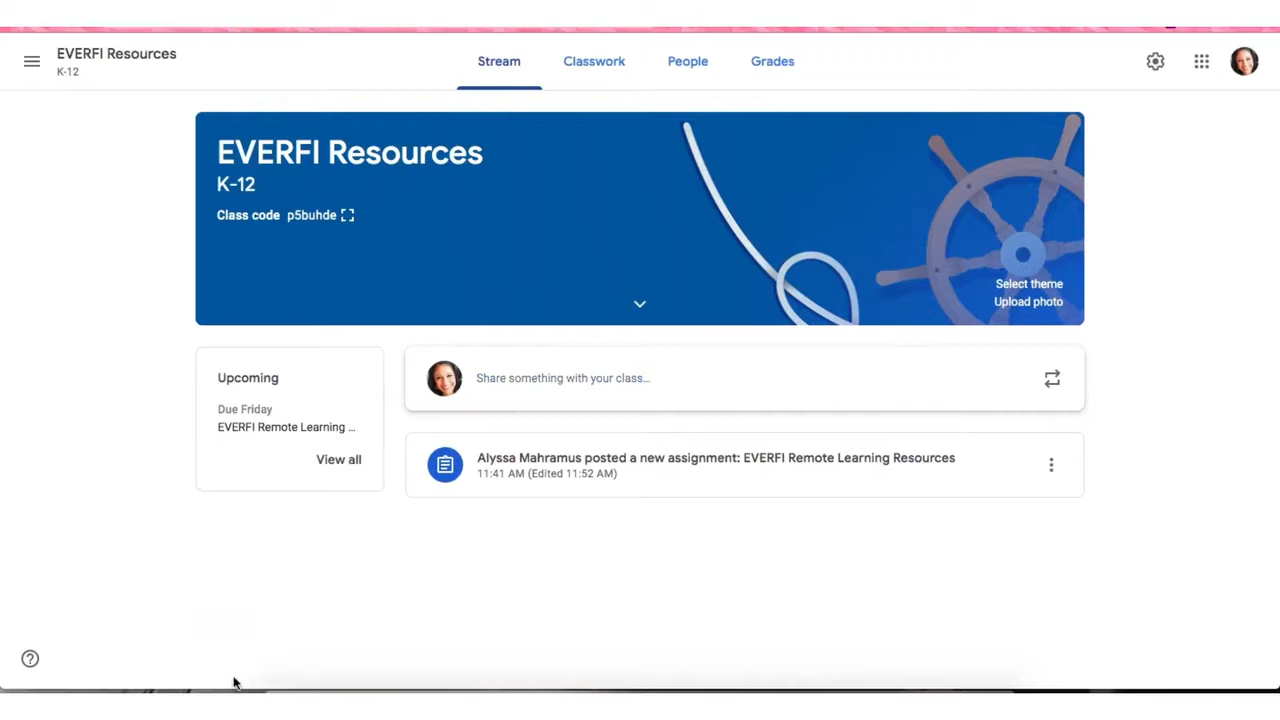 EVERFI Resources
K-12
Stream
Classwork
People
Grades
EVERFI Resources
K-12
Class code p5buhde
Select theme
Upload photo
Upcoming
Due Friday
EVERFI Remote Learning ...
View all
Share something with your class...
Alyssa Mahramus posted a new assignment: EVERFI Remote Learning Resources
11:41 AM (Edited 11:52 AM)